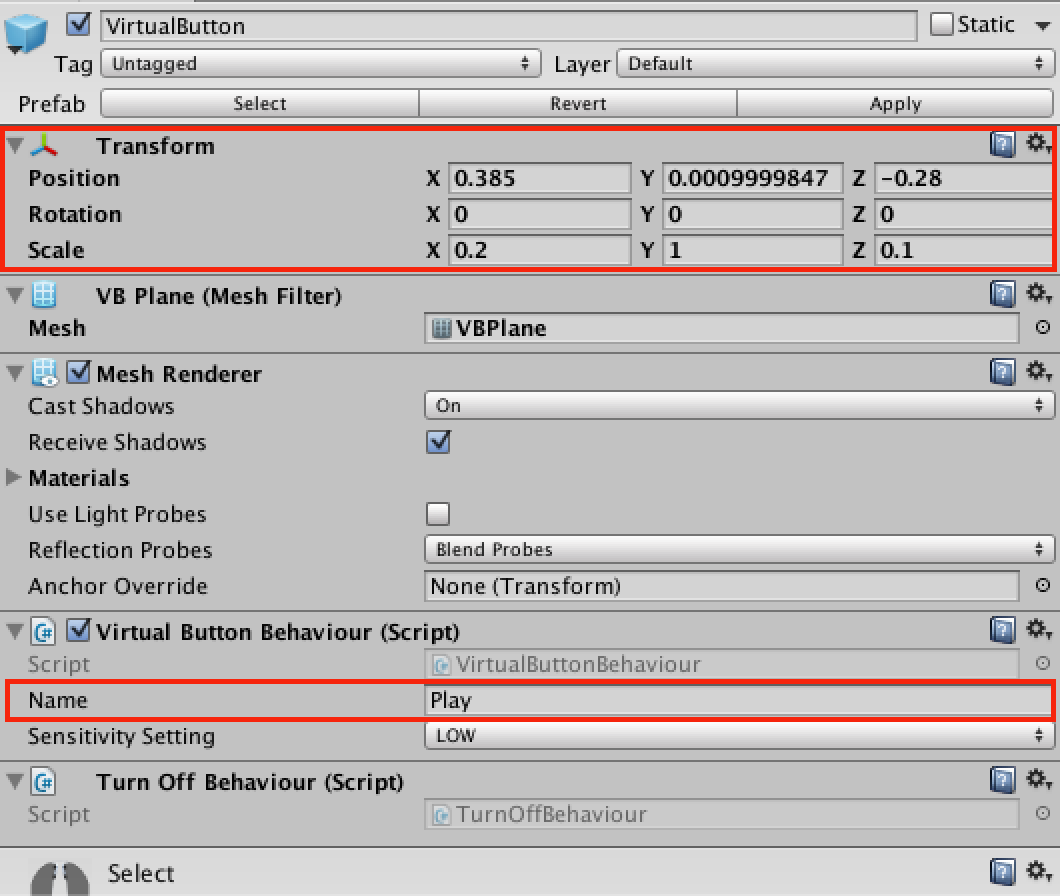 VirtualButton Static
Tag Untagged Layer Default
Prefab Select Revert Apply
Transform
Position X 0.385 Y 0.0009999847 Z -0.28
Rotation X 0 Y 0 Z 0
Scale X 0.2 Y 1 Z 0.1
VB Plane (Mesh Filter)
Mesh VBPlane
Mesh Renderer
Cast Shadows On
Receive Shadows
Materials
Use Light Probes
Reflection Probes Blend Probes
Anchor Override None (Transform)
Virtual Button Behaviour (Script)
Script VirtualButtonBehaviour
Name Play
Sensitivity Setting LOW
Turn Off Behaviour (Script)
Script TurnOffBehaviour
Select